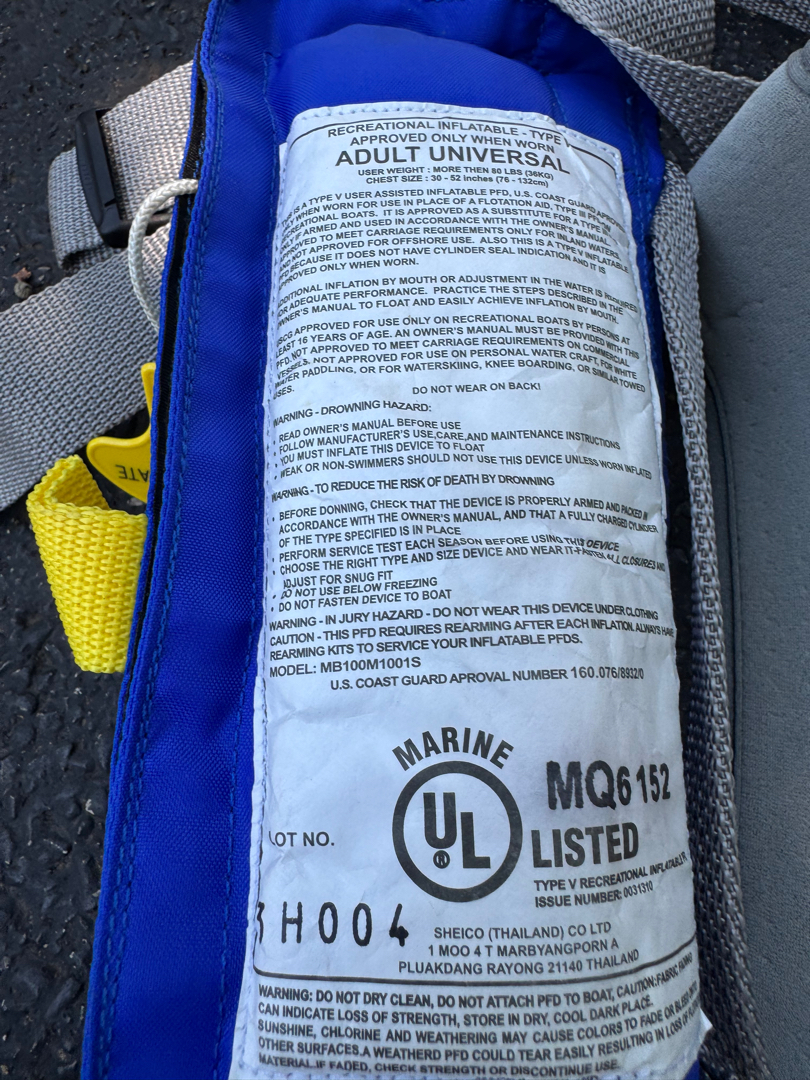 RECREATIONAL INFLATABLE - TYPE V
APPROVED ONLY WHEN WORN
ADULT UNIVERSAL
USER WEIGHT : MORE THEN 80 LBS (36KG)
CHEST SIZE : 30 - 52 inches (76 - 132cm)
THIS IS A TYPE V USER ASSISTED INFLATABLE PFD, U.S. COAST GUARD APPROVED
ONLY WHEN WORN FOR USE IN PLACE OF A FLOTATION AID, TYPE III PFD ON
RECREATIONAL BOATS. IT IS APPROVED AS A SUBSTITUTE FOR A TYPE III
ONLY IF ARMED AND USED IN ACCORDANCE WITH THE OWNER'S MANUAL.
APPROVED TO MEET CARRIAGE REQUIREMENTS ONLY FOR INLAND WATERS
AND NOT APPROVED FOR OFFSHORE USE. ALSO THIS IS A TYPE V INFLATABLE
PFD BECAUSE IT DOES NOT HAVE CYLINDER SEAL INDICATION AND IT IS
APPROVED ONLY WHEN WORN.
ADDITIONAL INFLATION BY MOUTH OR ADJUSTMENT IN THE WATER IS REQUIRED
FOR ADEQUATE PERFORMANCE. PRACTICE THE STEPS DESCRIBED IN THE
OWNER'S MANUAL TO FLOAT AND EASILY ACHIEVE INFLATION BY MOUTH.
USCG APPROVED FOR USE ONLY ON RECREATIONAL BOATS BY PERSONS AT
LEAST 16 YEARS OF AGE. AN OWNER'S MANUAL MUST BE PROVIDED WITH THIS
PFD. NOT APPROVED TO MEET CARRIAGE REQUIREMENTS ON COMMERCIAL
VESSELS. NOT APPROVED FOR USE ON PERSONAL WATER CRAFT, FOR WHITE
WATER PADDLING, OR FOR WATERSKIING, KNEE BOARDING, OR SIMILAR TOWED
USES.
DO NOT WEAR ON BACK!
WARNING - DROWNING HAZARD:
• READ OWNER'S MANUAL BEFORE USE
• FOLLOW MANUFACTURER'S USE,CARE,AND MAINTENANCE INSTRUCTIONS
• YOU MUST INFLATE THIS DEVICE TO FLOAT
• WEAK OR NON-SWIMMERS SHOULD NOT USE THIS DEVICE UNLESS WORN INFLATED
WARNING - TO REDUCE THE RISK OF DEATH BY DROWNING
• BEFORE DONNING, CHECK THAT THE DEVICE IS PROPERLY ARMED AND PACKED IN
ACCORDANCE WITH THE OWNER'S MANUAL, AND THAT A FULLY CHARGED CYLINDER
OF THE TYPE SPECIFIED IS IN PLACE
• PERFORM SERVICE TEST EACH SEASON BEFORE USING THIS DEVICE
• CHOOSE THE RIGHT TYPE AND SIZE DEVICE AND WEAR IT-FASTEN ALL CLOSURES AND
ADJUST FOR SNUG FIT
• DO NOT USE BELOW FREEZING
• DO NOT FASTEN DEVICE TO BOAT
WARNING - IN JURY HAZARD - DO NOT WEAR THIS DEVICE UNDER CLOTHING
CAUTION - THIS PFD REQUIRES REARMING AFTER EACH INFLATION. ALWAYS HAVE
REARMING KITS TO SERVICE YOUR INFLATABLE PFDS.
MODEL: MB100M1001S
U.S. COAST GUARD APROVAL NUMBER 160.076/8932/0
MARINE
UL ®
MQ6152
LISTED
LOT NO.
TYPE V RECREATIONAL INFLATABLE
ISSUE NUMBER: 0031310
H004
SHEICO (THAILAND) CO LTD
1 MOO 4 T MARBYANGPORN A
PLUAKDANG RAYONG 21140 THAILAND
WARNING: DO NOT DRY CLEAN, DO NOT ATTACH PFD TO BOAT, CAUTION:FABRIC FADING
CAN INDICATE LOSS OF STRENGTH, STORE IN DRY, COOL DARK PLACE.
SUNSHINE, CHLORINE AND WEATHERING MAY CAUSE COLORS TO FADE OR BLEED
OTHER SURFACES.A WEATHERD PFD COULD TEAR EASILY RESULTING IN LOSS OF
MATERIAL.IF FADED, CHECK STRENGTH OR DISCONTINUE USE.